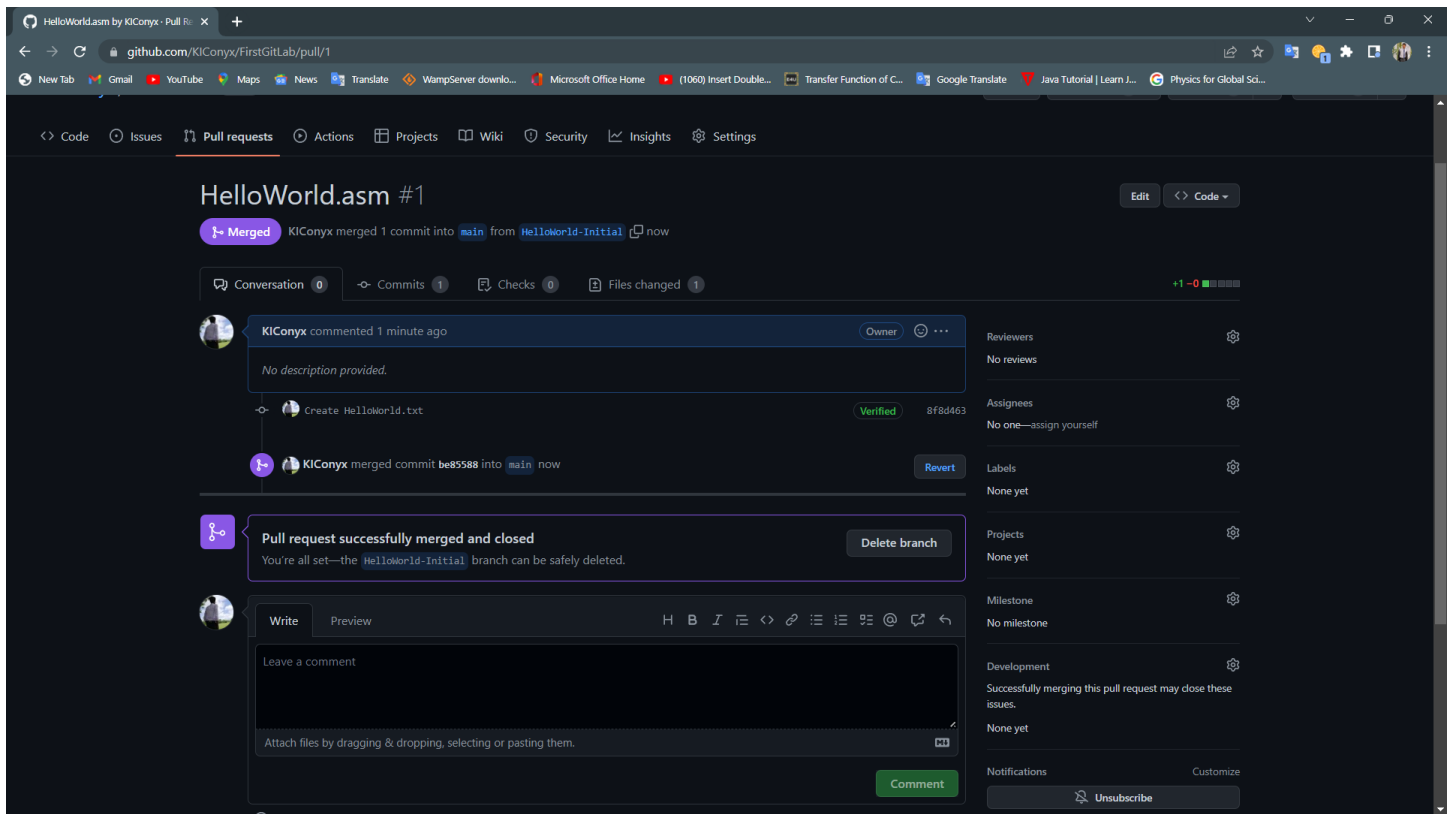 HelloWorld.asm by KIConyx · Pull Re
github.com/KIConyx/FirstGitLab/pull/1
New Tab Gmail YouTube Maps News Translate WampServer downlo... Microsoft Office Home (1060) Insert Double... Transfer Function of C... Google Translate Java Tutorial | Learn J... Physics for Global Sci...
Code Issues Pull requests Actions Projects Wiki Security Insights Settings
HelloWorld.asm #1
Edit Code
Merged KIConyx merged 1 commit into main from HelloWorld-Initial now
Conversation 0 Commits 1 Checks 0 Files changed 1 +1 −0
KIConyx commented 1 minute ago Owner
No description provided.
Create HelloWorld.txt Verified 8f8d463
KIConyx merged commit be85588 into main now Revert
Pull request successfully merged and closed
You're all set—the HelloWorld-Initial branch can be safely deleted.
Delete branch
Write Preview
Leave a comment
Attach files by dragging & dropping, selecting or pasting them.
Comment
Reviewers
No reviews
Assignees
No one—assign yourself
Labels
None yet
Projects
None yet
Milestone
No milestone
Development
Successfully merging this pull request may close these
issues.
None yet
Notifications Customize
Unsubscribe